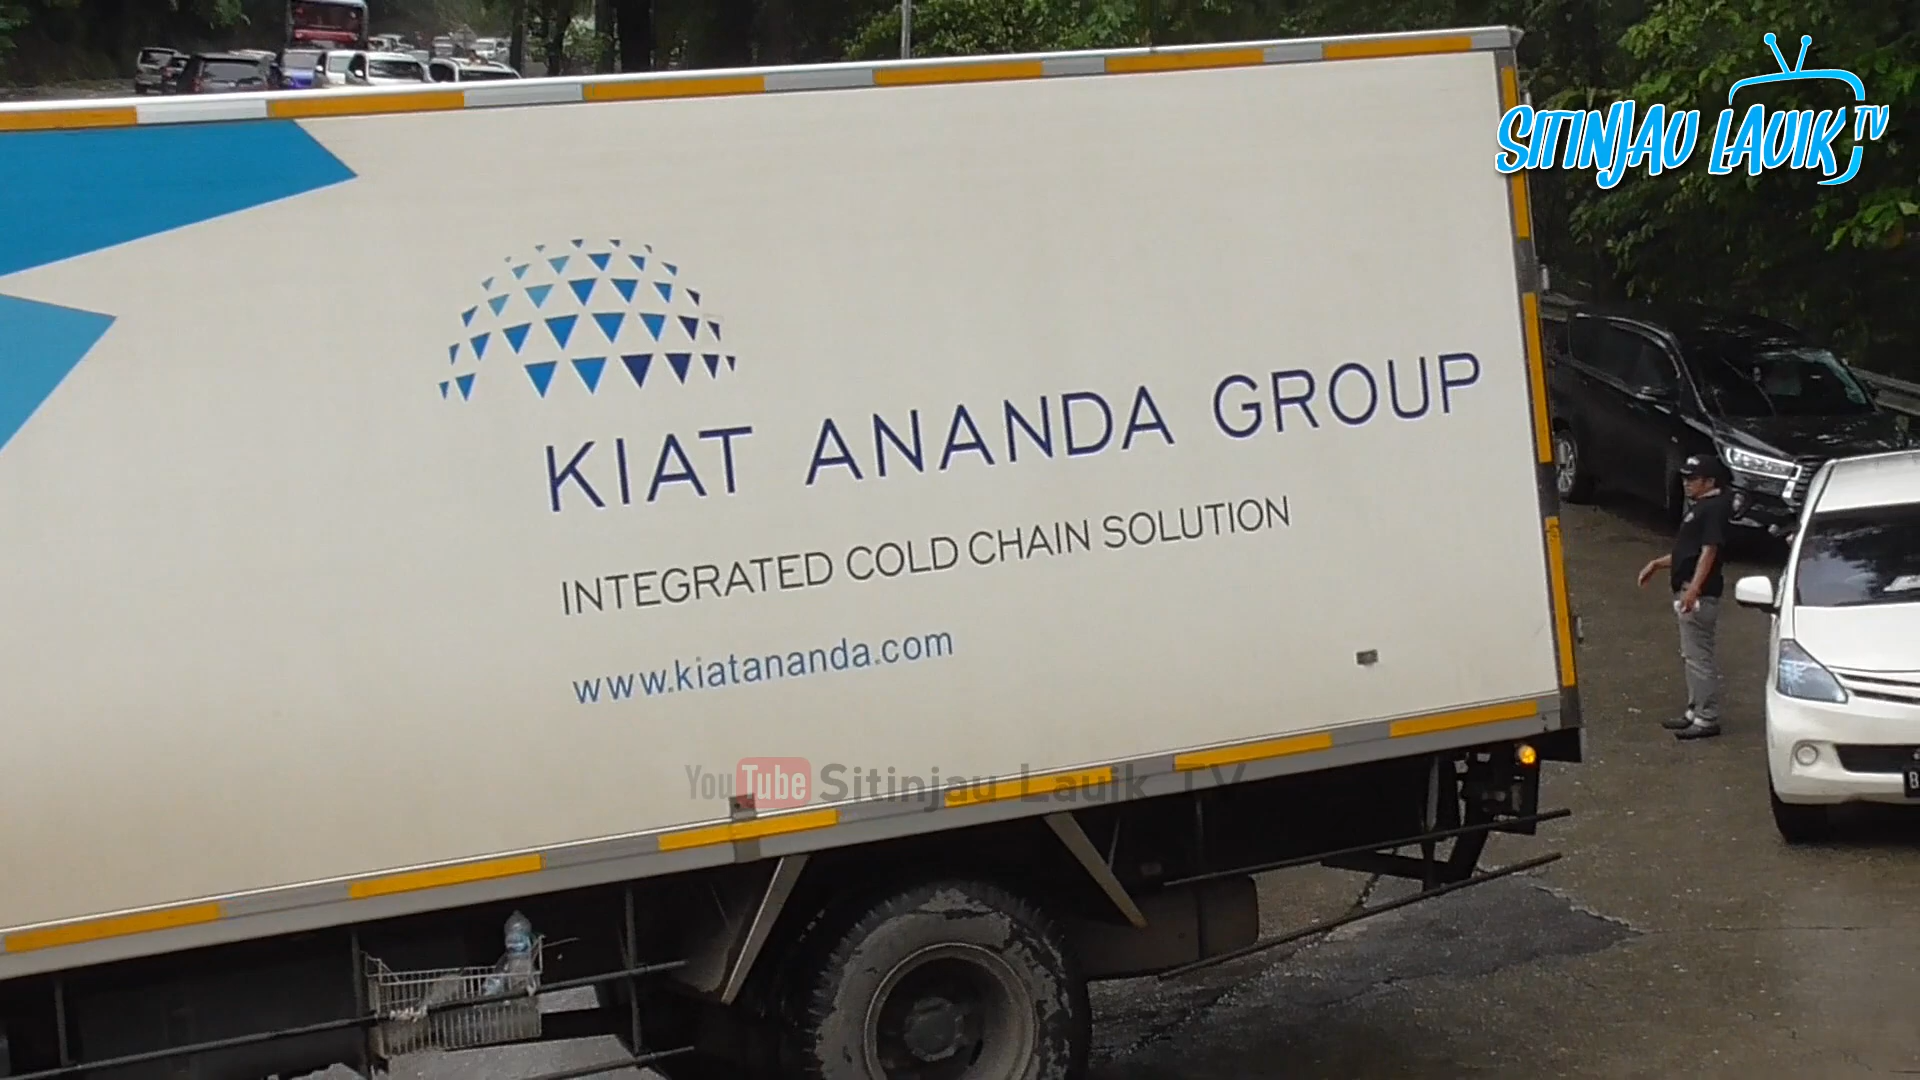 SITINJAU LAUIK TV
KIAT ANANDA GROUP
INTEGRATED COLD CHAIN SOLUTION
www.kiatananda.com
YouTube Sitinjau Lauik TV
B